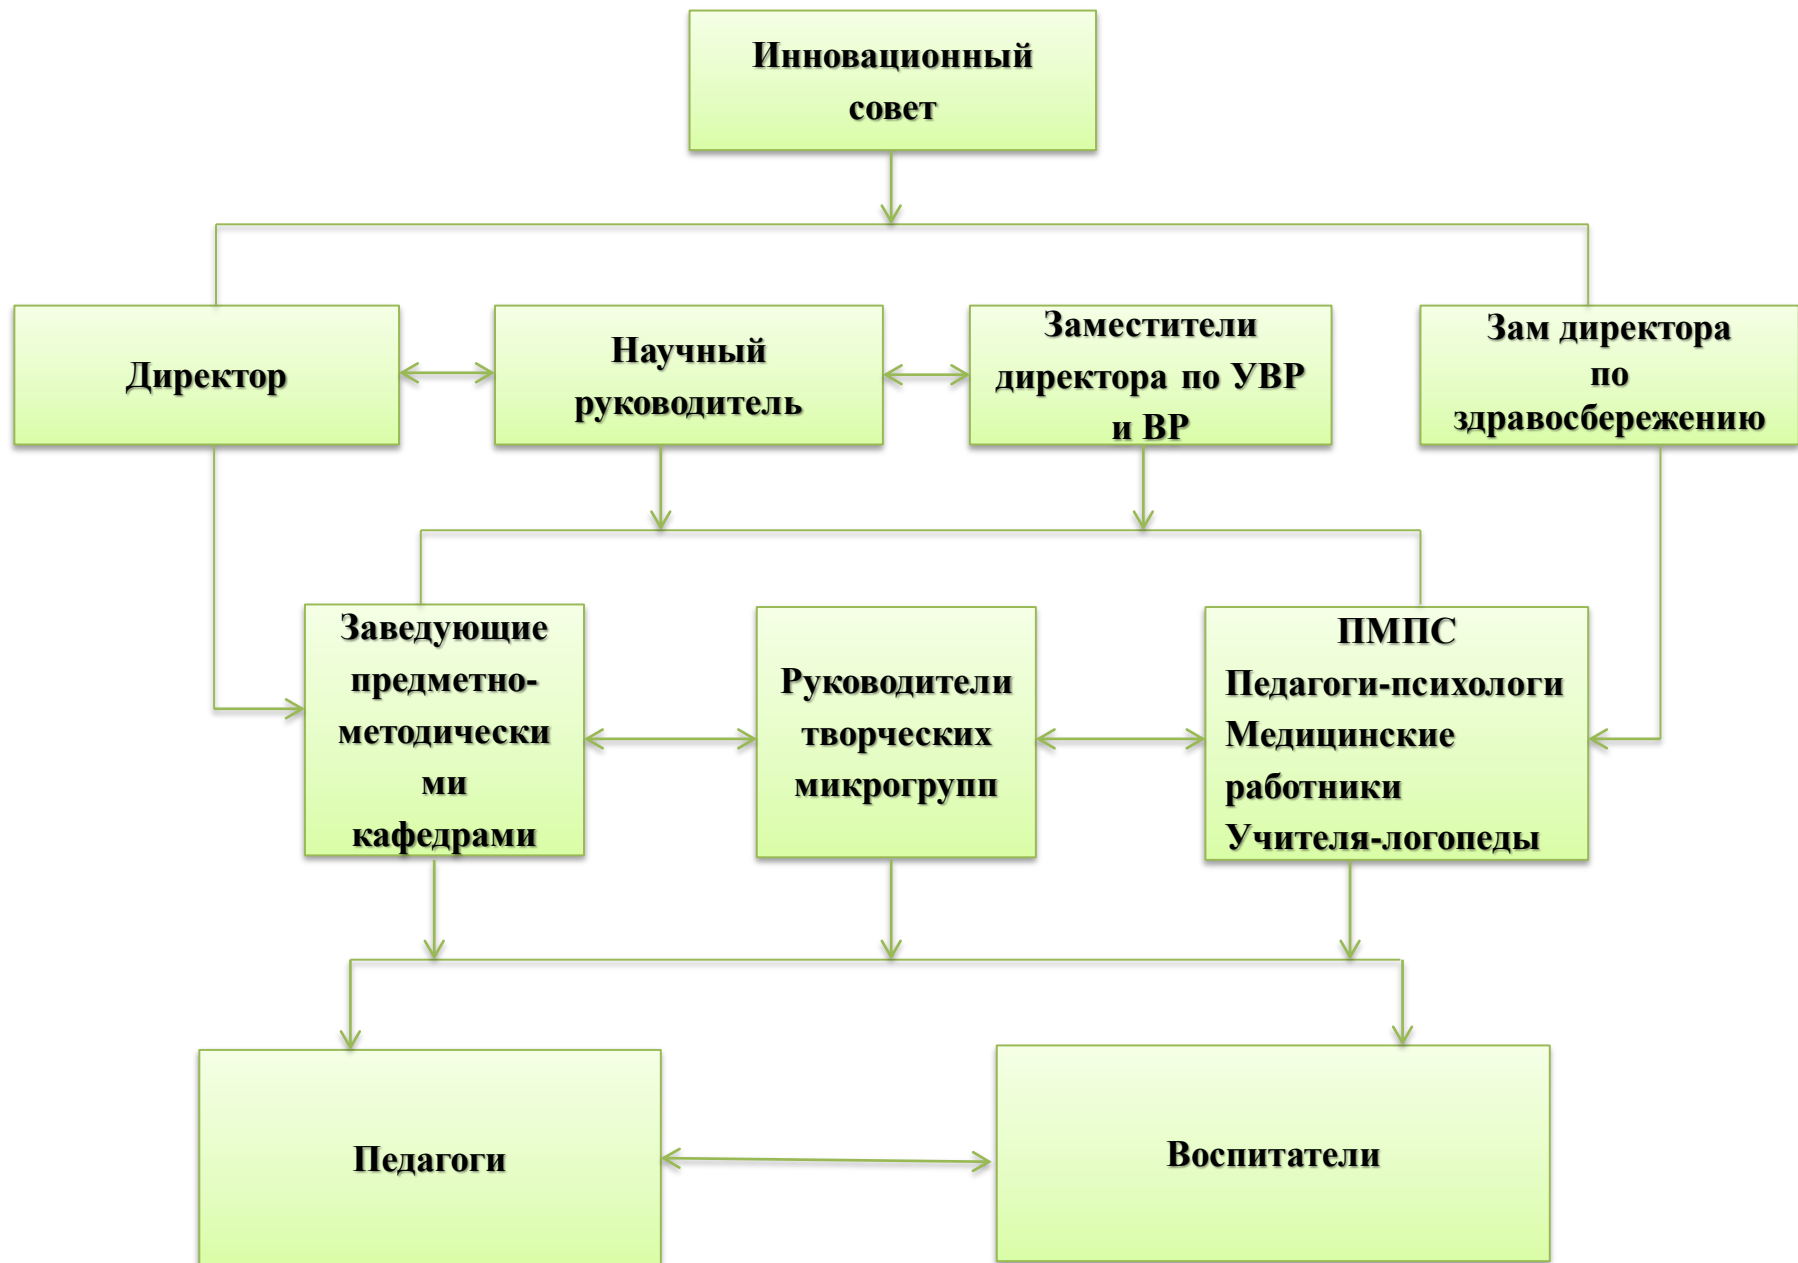 Инновационный
совет
Директор
Научный
руководитель
Заместители
директора по УВР
и ВР
Зам директора
по
здравосбережению
Заведующие
предметно-
методически
ми
кафедрами
Руководители
творческих
микрогрупп
ПМПС
Педагоги-психологи
Медицинские
работники
Учителя-логопеды
Педагоги
Воспитатели